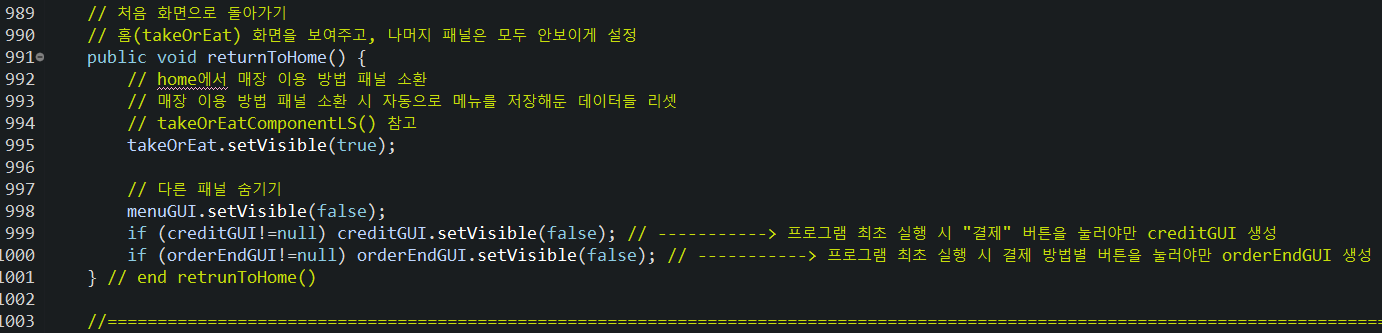 989 // 처음 화면으로 돌아가기
990 // 홈(takeOrEat) 화면을 보여주고, 나머지 패널은 모두 안보이게 설정
991 public void returnToHome() {
992 // home에서 매장 이용 방법 패널 소환
993 // 매장 이용 방법 패널 소환 시 자동으로 메뉴를 저장해둔 데이터들 리셋
994 // takeOrEatComponentLS() 참고
995 takeOrEat.setVisible(true);
996
997 // 다른 패널 숨기기
998 menuGUI.setVisible(false);
999 if (creditGUI!=null) creditGUI.setVisible(false); // -----------> 프로그램 최초 실행 시 "결제" 버튼을 눌러야만 creditGUI 생성
1000 if (orderEndGUI!=null) orderEndGUI.setVisible(false); // -----------> 프로그램 최초 실행 시 결제 방법별 버튼을 눌러야만 orderEndGUI 생성
1001 } // end retrunToHome()
1002
1003 //================================================================================================================================